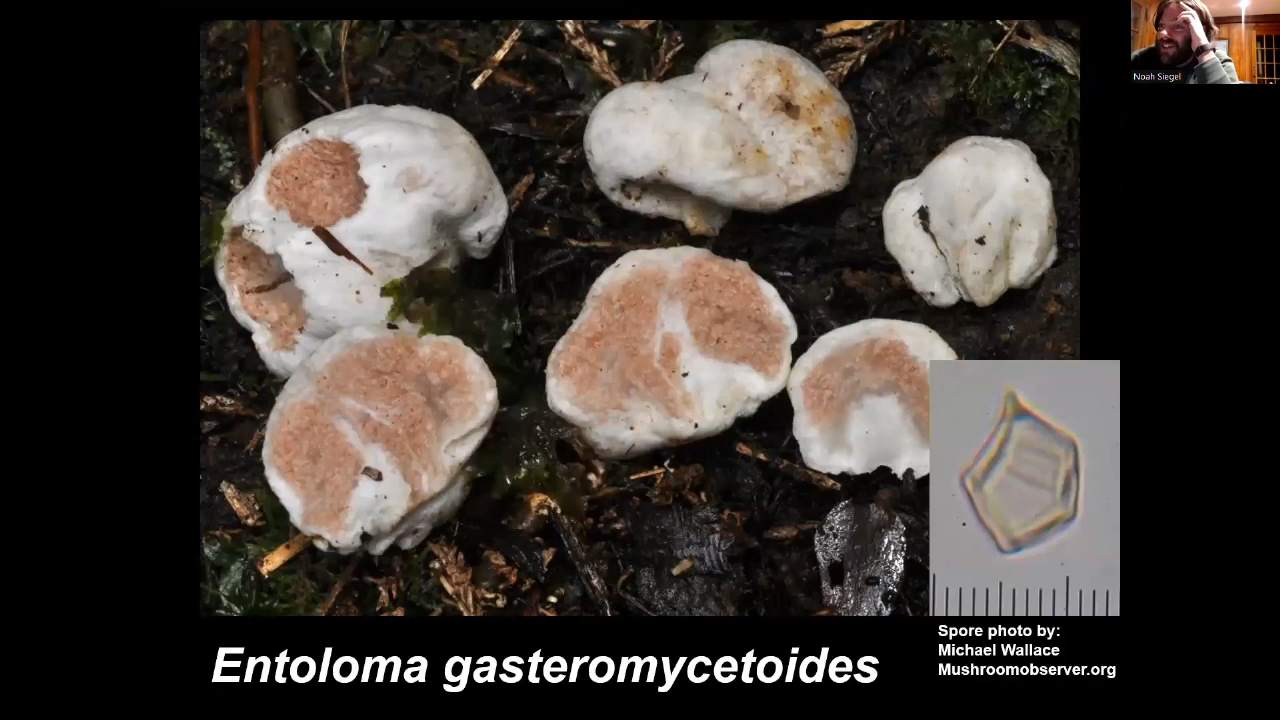 Noah Siegel
Entoloma gasteromycetoides
Spore photo by:
Michael Wallace
Mushroomobserver.org